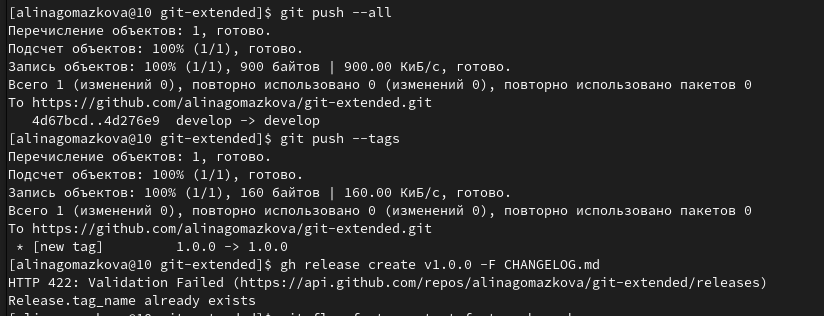 [alinagomazkova@10 git-extended]$ git push --all
Перечисление объектов: 1, готово.
Подсчет объектов: 100% (1/1), готово.
Запись объектов: 100% (1/1), 900 байтов | 900.00 КиБ/с, готово.
Всего 1 (изменений 0), повторно использовано 0 (изменений 0), повторно использовано пакетов 0
To https://github.com/alinagomazkova/git-extended.git
   4d67bcd..4d276e9  develop -> develop
[alinagomazkova@10 git-extended]$ git push --tags
Перечисление объектов: 1, готово.
Подсчет объектов: 100% (1/1), готово.
Запись объектов: 100% (1/1), 160 байтов | 160.00 КиБ/с, готово.
Всего 1 (изменений 0), повторно использовано 0 (изменений 0), повторно использовано пакетов 0
To https://github.com/alinagomazkova/git-extended.git
 * [new tag]         1.0.0 -> 1.0.0
[alinagomazkova@10 git-extended]$ gh release create v1.0.0 -F CHANGELOG.md
HTTP 422: Validation Failed (https://api.github.com/repos/alinagomazkova/git-extended/releases)
Release.tag_name already exists